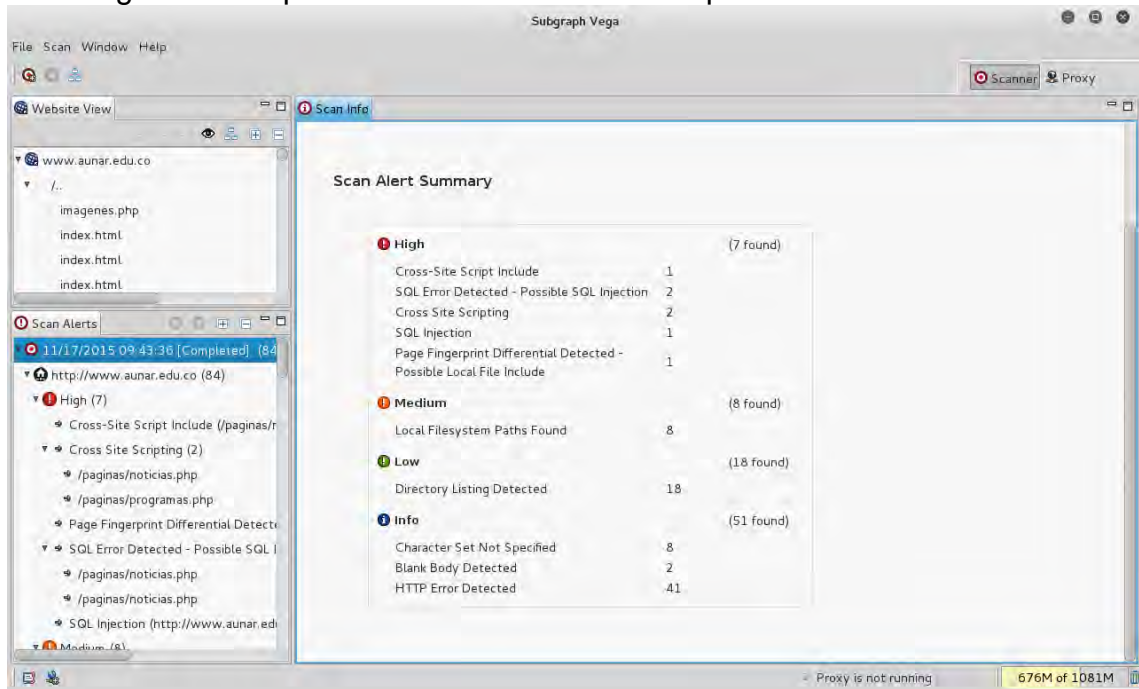 Subgraph Vega
File Scan Window Help
Scanner Proxy
Website View
www.aunar.edu.co
/..
imagenes.php
index.html
index.html
index.html
Scan Alerts
11/17/2015 09:43:36 [Completed] (84
http://www.aunar.edu.co (84)
High (7)
Cross-Site Script Include (/paginas/r
Cross Site Scripting (2)
/paginas/noticias.php
/paginas/programas.php
Page Fingerprint Differential Detect
SQL Error Detected - Possible SQL I
/paginas/noticias.php
/paginas/noticias.php
SQL Injection (http://www.aunar.ed
Medium (8)
Scan Info
Scan Alert Summary
High (7 found)
Cross-Site Script Include 1
SQL Error Detected - Possible SQL Injection 2
Cross Site Scripting 2
SQL Injection 1
Page Fingerprint Differential Detected -
Possible Local File Include 1
Medium (8 found)
Local Filesystem Paths Found 8
Low (18 found)
Directory Listing Detected 18
Info (51 found)
Character Set Not Specified 8
Blank Body Detected 2
HTTP Error Detected 41
Proxy is not running 676M of 1081M